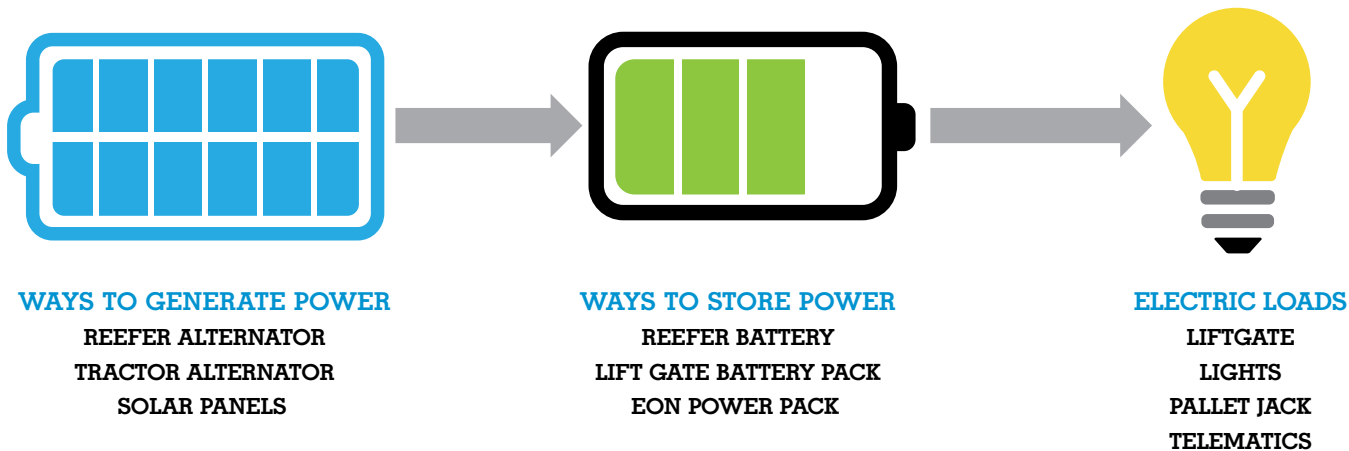 WAYS TO GENERATE POWER
REEFER ALTERNATOR
TRACTOR ALTERNATOR
SOLAR PANELS
WAYS TO STORE POWER
REEFER BATTERY
LIFT GATE BATTERY PACK
EON POWER PACK
ELECTRIC LOADS
LIFTGATE
LIGHTS
PALLET JACK
TELEMATICS